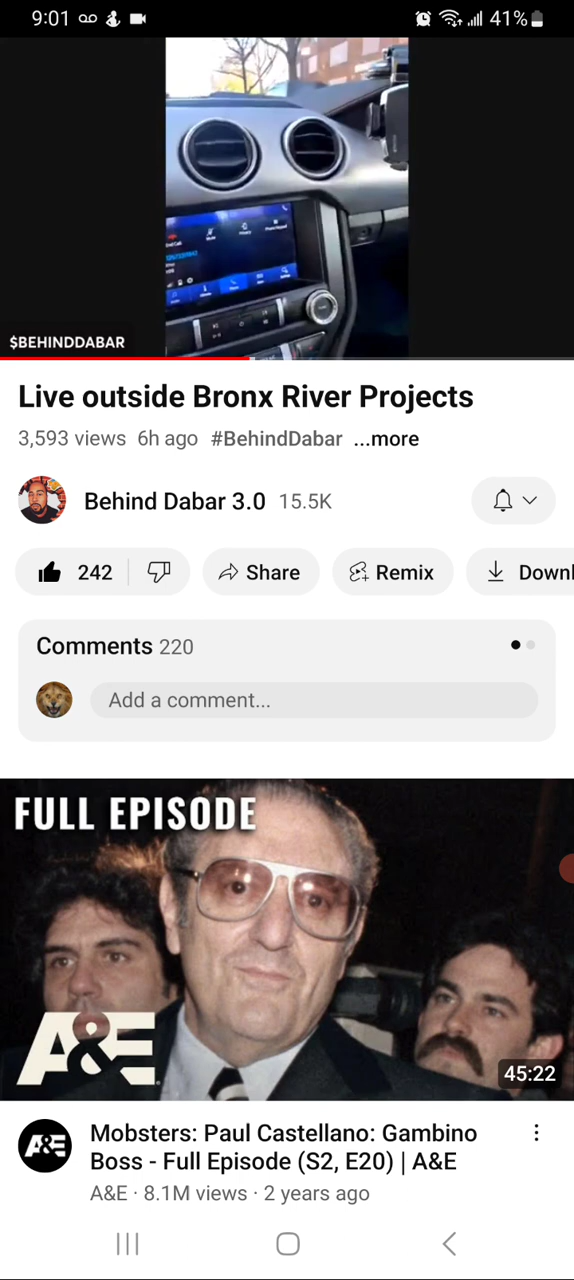 9:01
41%
$BEHINDDABAR
Live outside Bronx River Projects
3,593 views 6h ago #BehindDabar ...more
Behind Dabar 3.0 15.5K
242 Share Remix Downl
Comments 220
Add a comment...
FULL EPISODE
A&E
45:22
A&E
Mobsters: Paul Castellano: Gambino
Boss - Full Episode (S2, E20) | A&E
A&E · 8.1M views · 2 years ago